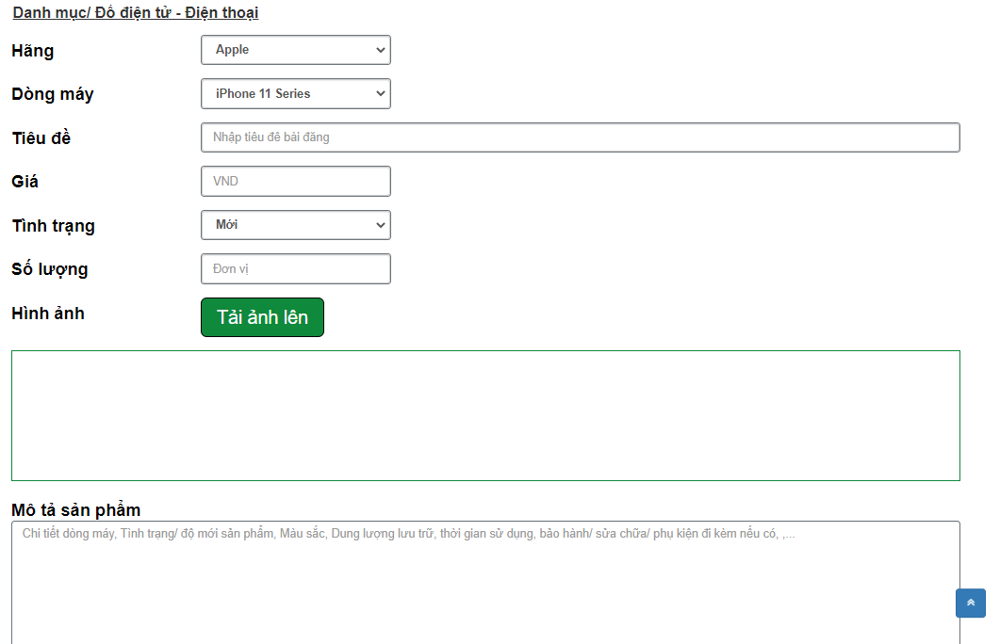 Danh mục/ Đồ điện tử - Điện thoại
Hãng Apple
Dòng máy iPhone 11 Series
Tiêu đề Nhập tiêu đề bài đăng
Giá VND
Tình trạng Mới
Số lượng Đơn vị
Hình ảnh Tải ảnh lên
Mô tả sản phẩm
Chi tiết dòng máy, Tình trạng/ độ mới sản phẩm, Màu sắc, Dung lượng lưu trữ, thời gian sử dụng, bảo hành/ sửa chữa/ phụ kiện đi kèm nếu có, ,...